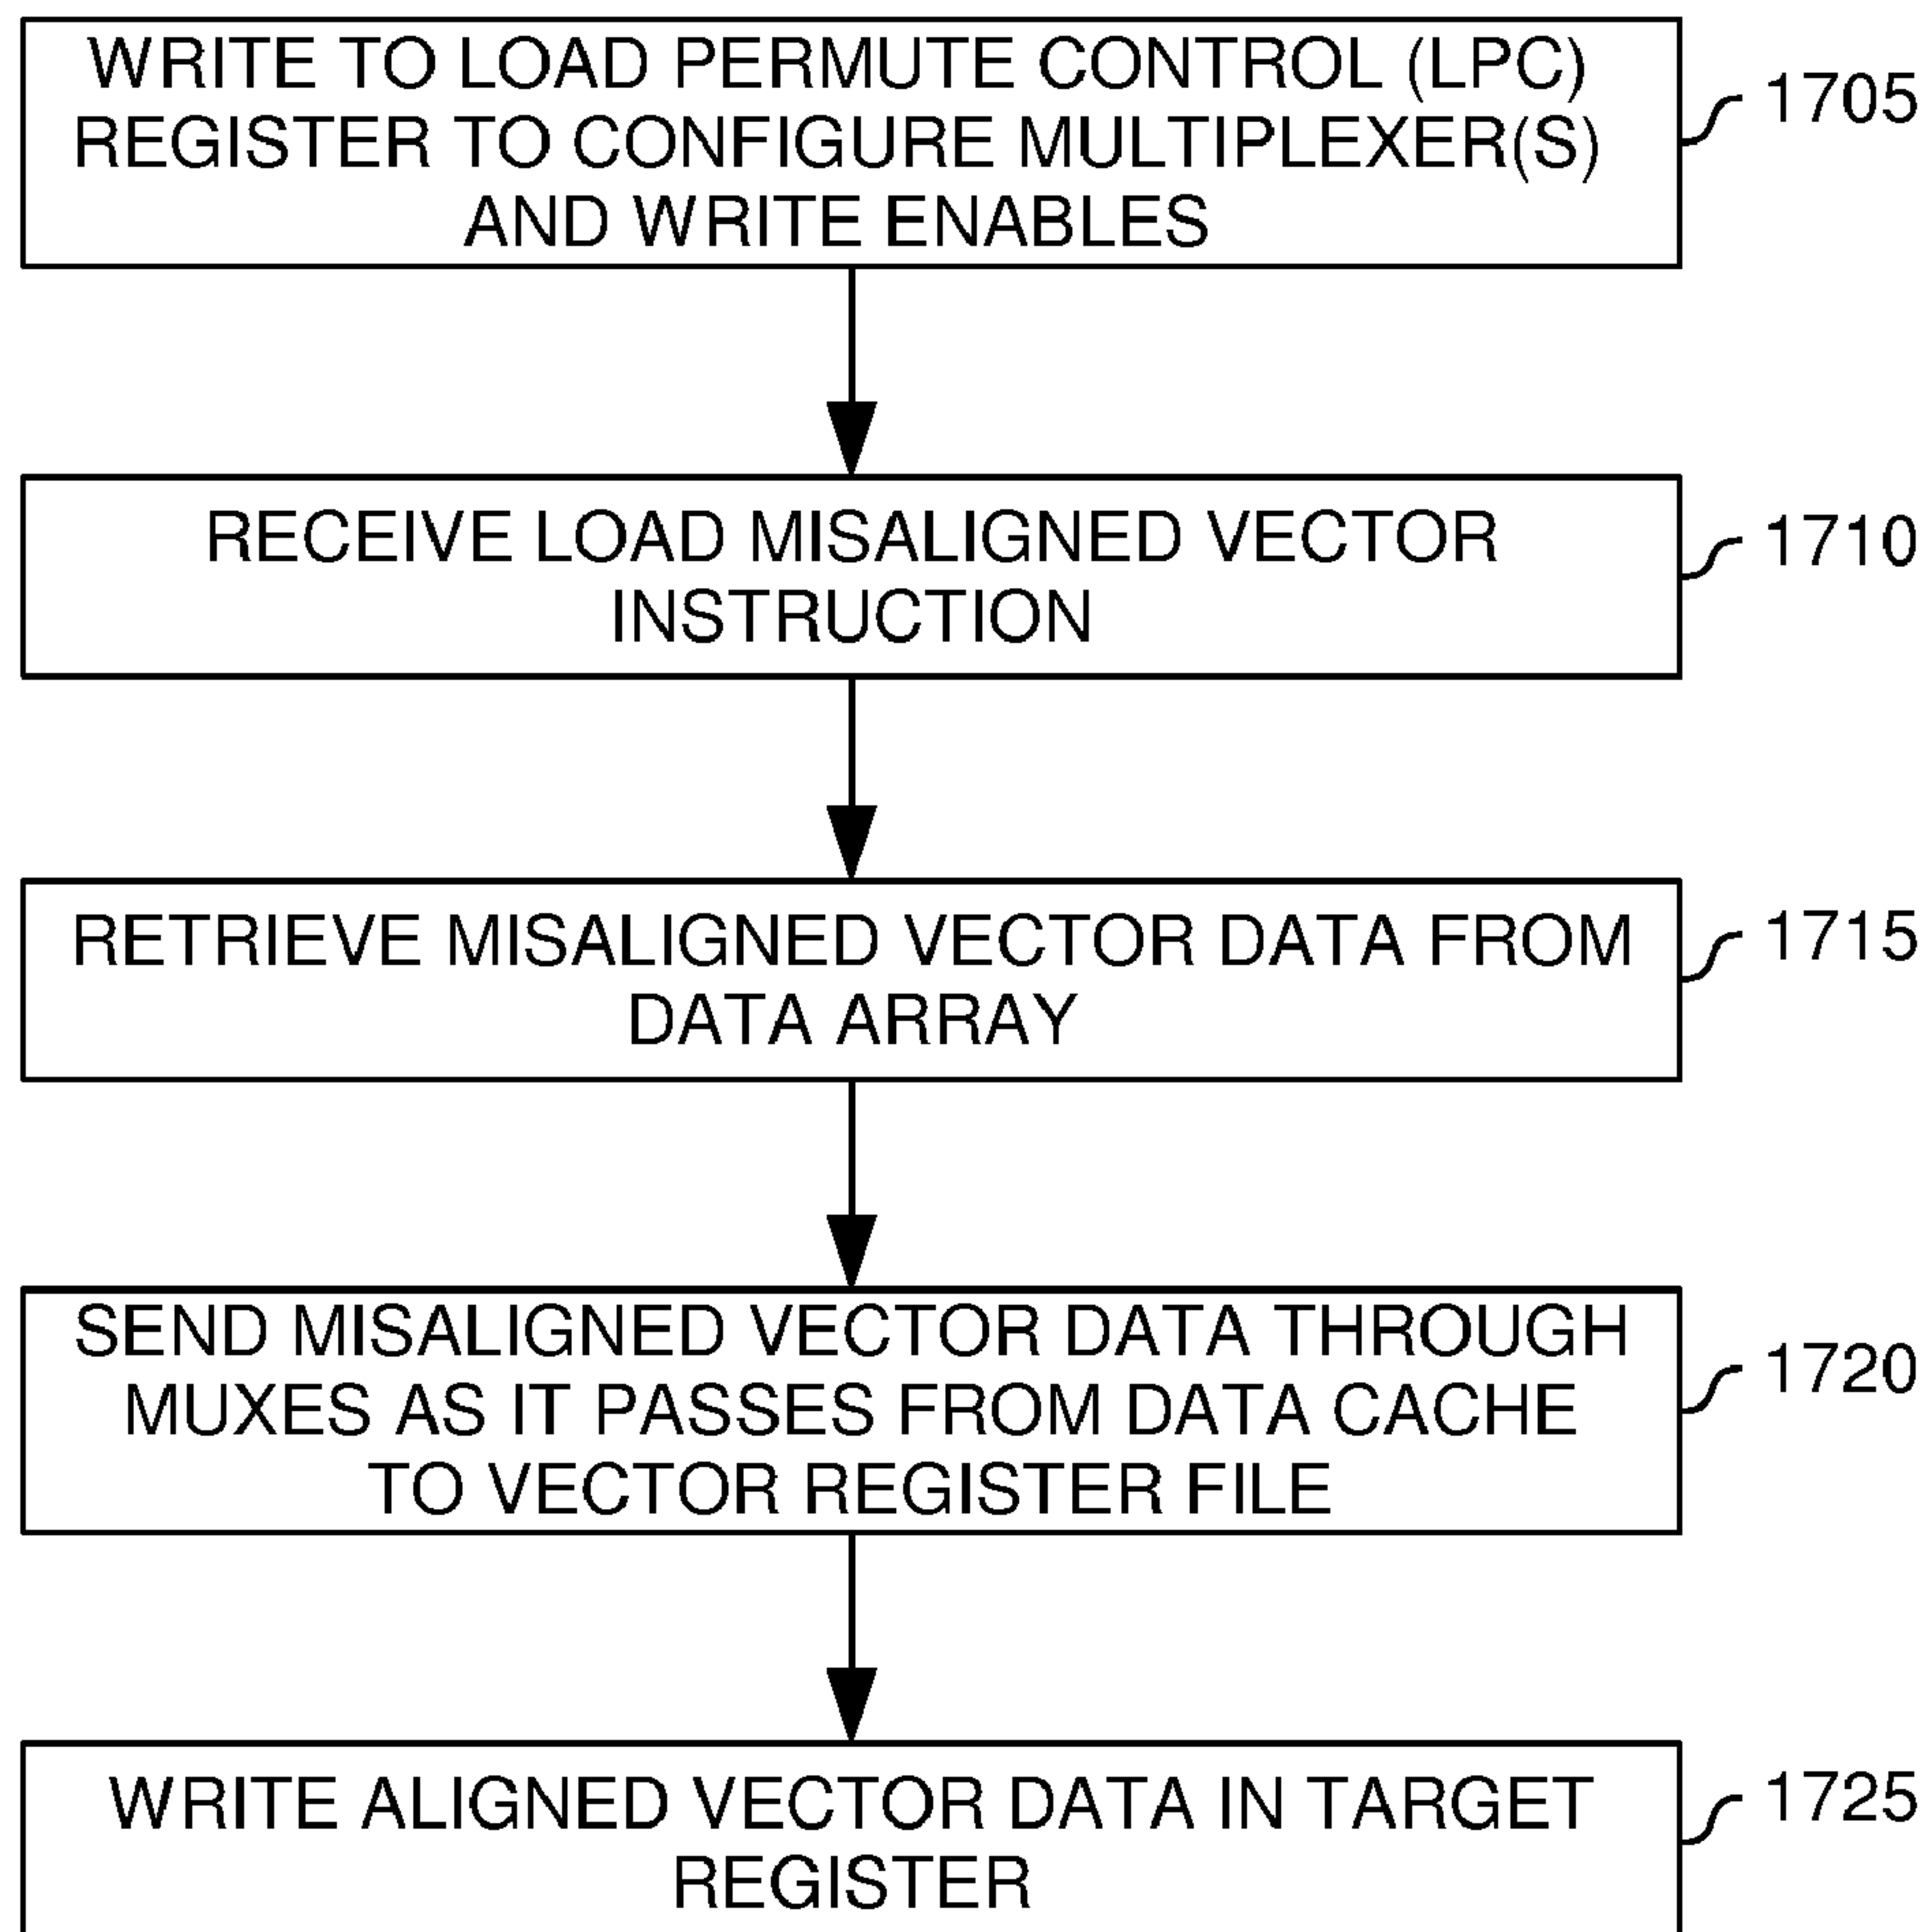 WRITE TO LOAD PERMUTE CONTROL (LPC)
REGISTER TO CONFIGURE MULTIPLEXER(S)
AND WRITE ENABLES
1705
RECEIVE LOAD MISALIGNED VECTOR
INSTRUCTION
1710
RETRIEVE MISALIGNED VECTOR DATA FROM
DATA ARRAY
1715
SEND MISALIGNED VECTOR DATA THROUGH
MUXES AS IT PASSES FROM DATA CACHE
TO VECTOR REGISTER FILE
1720
WRITE ALIGNED VECTOR DATA IN TARGET
REGISTER
1725